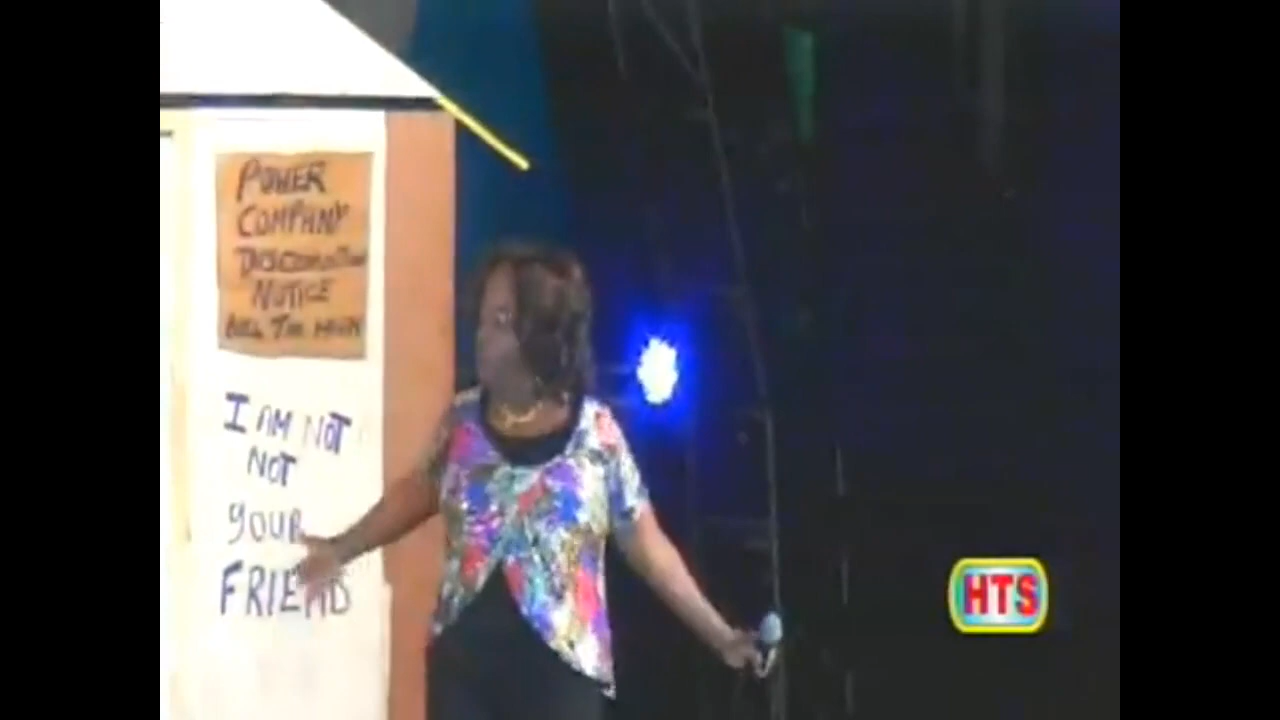 POWER
COMPANY
NOTICE
I AM NOT
NOT
YOUR
FRIEND
HTS